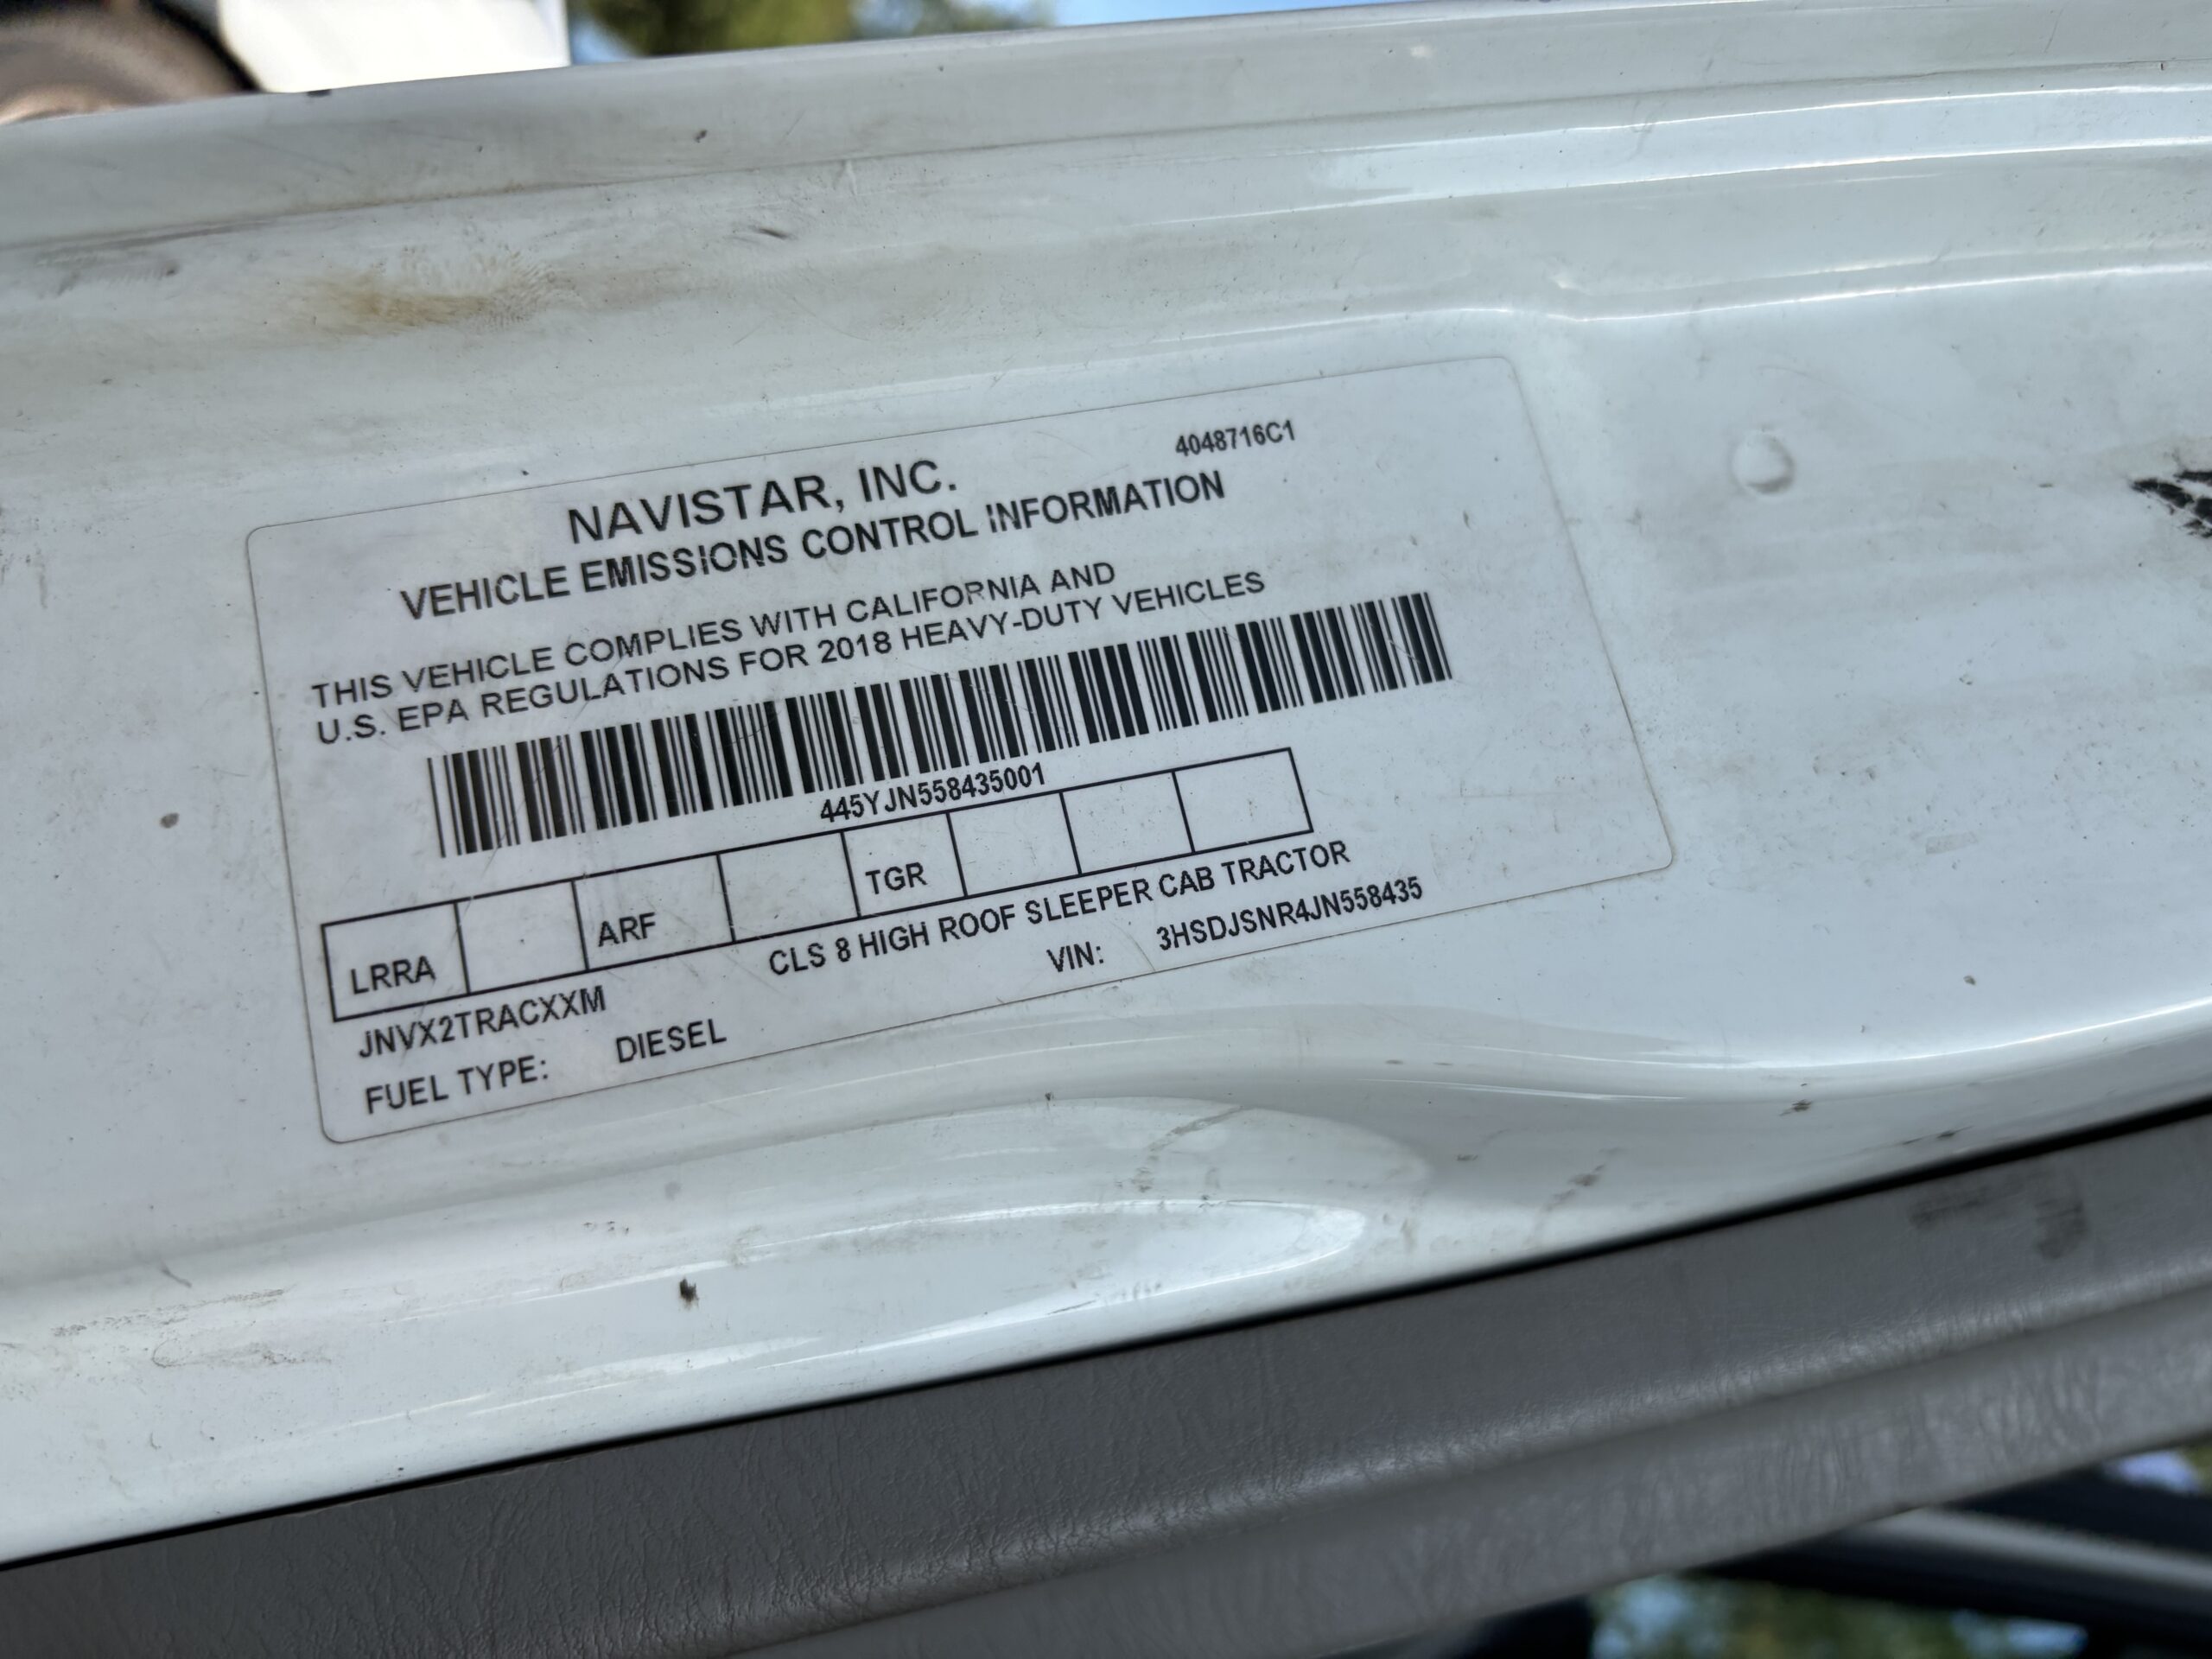 4048716C1
NAVISTAR, INC.
VEHICLE EMISSIONS CONTROL INFORMATION
THIS VEHICLE COMPLIES WITH CALIFORNIA AND
U.S. EPA REGULATIONS FOR 2018 HEAVY-DUTY VEHICLES
445YJN558435001
LRRA ARF TGR
JNVX2TRACXXM CLS 8 HIGH ROOF SLEEPER CAB TRACTOR
FUEL TYPE: DIESEL VIN: 3HSDJSNR4JN558435